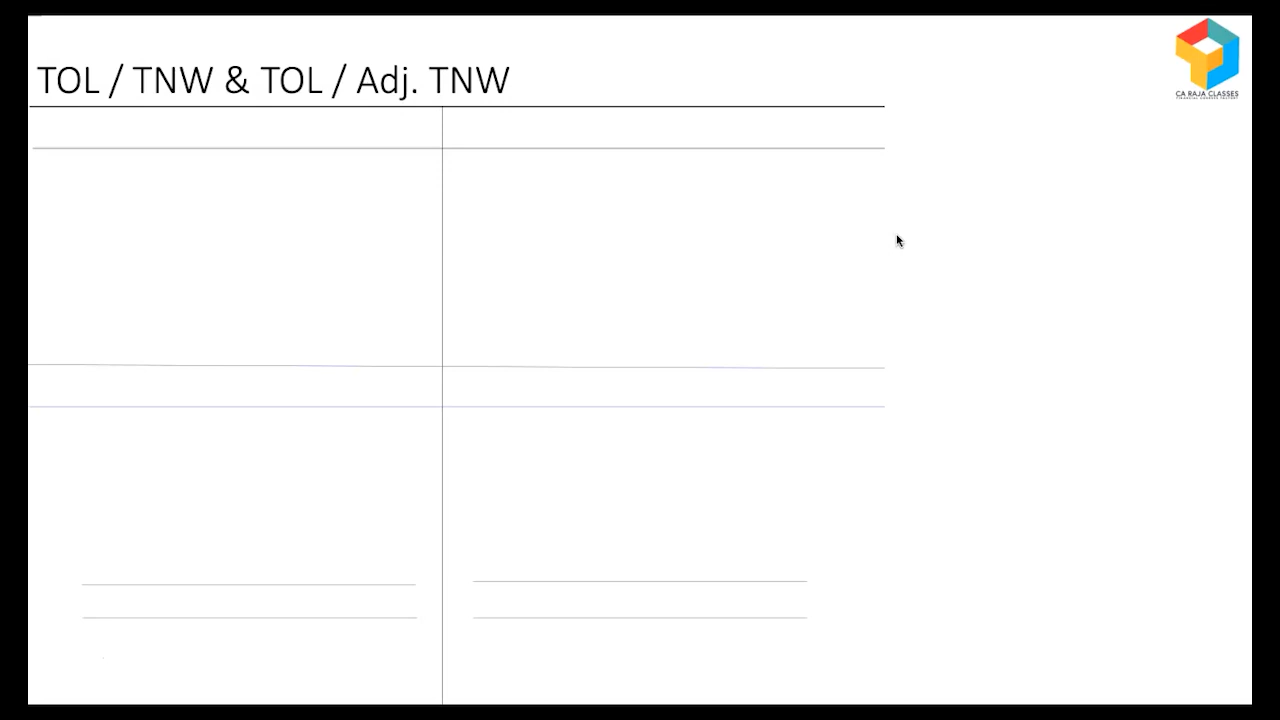 TOL / TNW & TOL / Adj. TNW
CA RAJA CLASSES